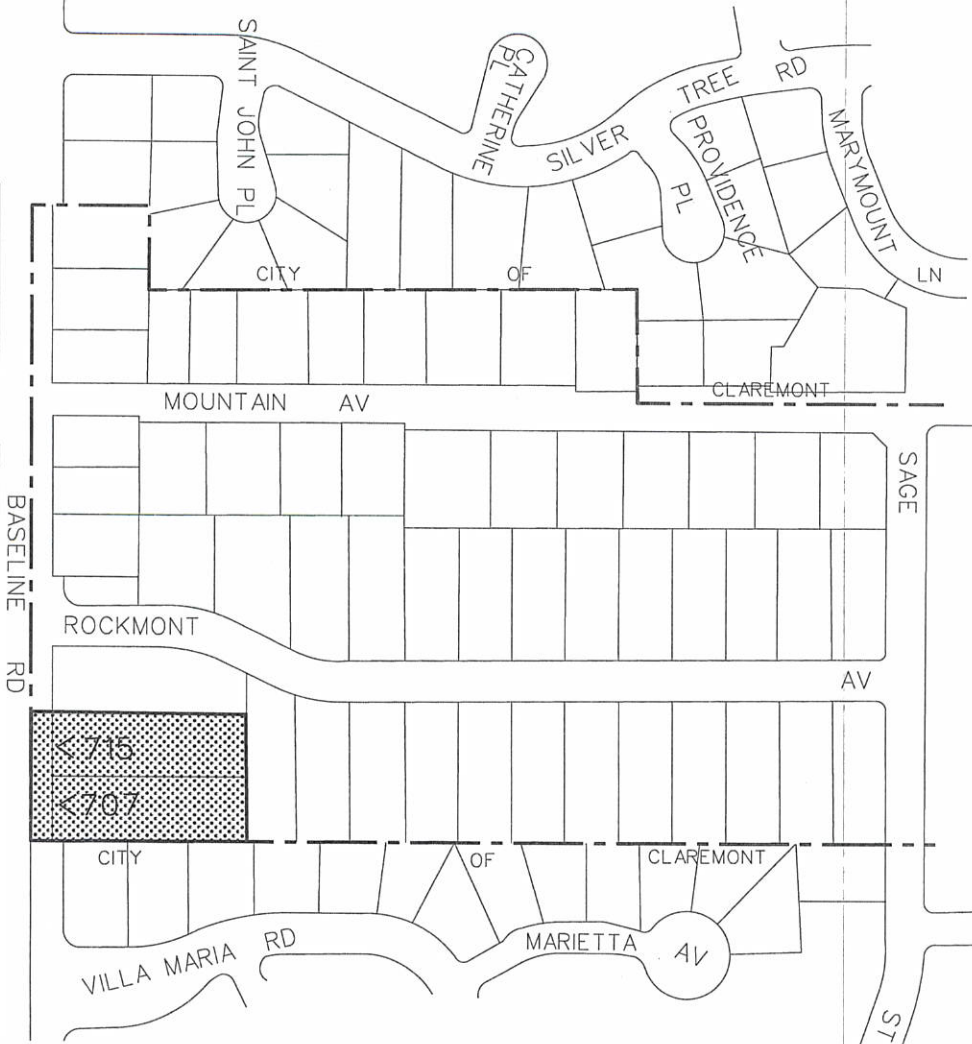 SAINT JOHN PL
CATHERINE
PL
SILVER TREE RD
PROVIDENCE
PL
MARYMOUNT LN
CITY OF CLAREMONT
MOUNTAIN AV
SAGE ST
BASELINE RD
ROCKMONT AV
<715
<707
CITY OF CLAREMONT
VILLA MARIA RD
MARIETTA AV